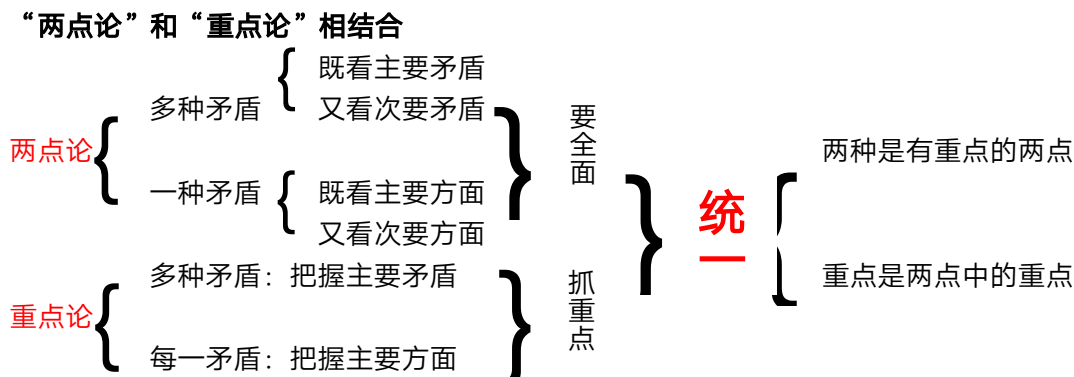 “两点论”和“重点论”相结合
既看主要矛盾
多种矛盾
又看次要矛盾
两点论
一种矛盾
既看主要方面
又看次要方面
要全面
重点论
多种矛盾：把握主要矛盾
每一矛盾：把握主要方面
抓重点
统一
两种是有重点的两点
重点是两点中的重点